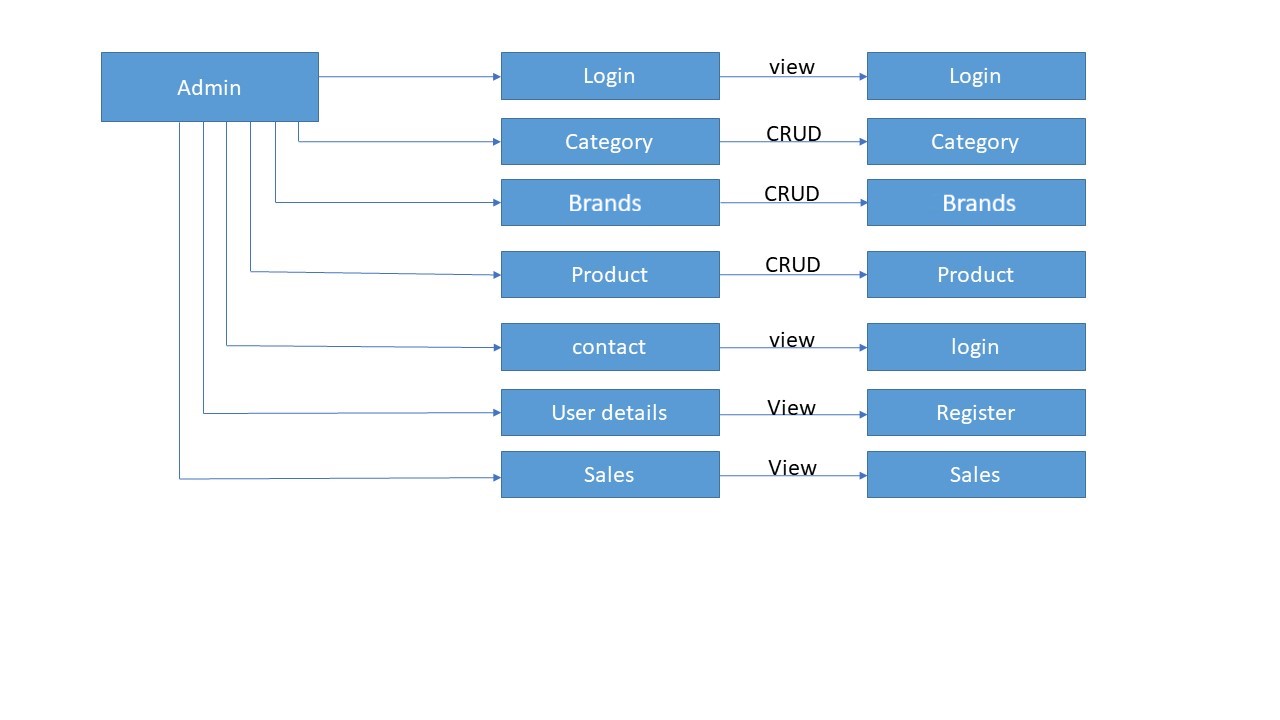 Admin
Login
view
Login
Category
CRUD
Category
Brands
CRUD
Brands
Product
CRUD
Product
contact
view
login
User details
View
Register
Sales
View
Sales